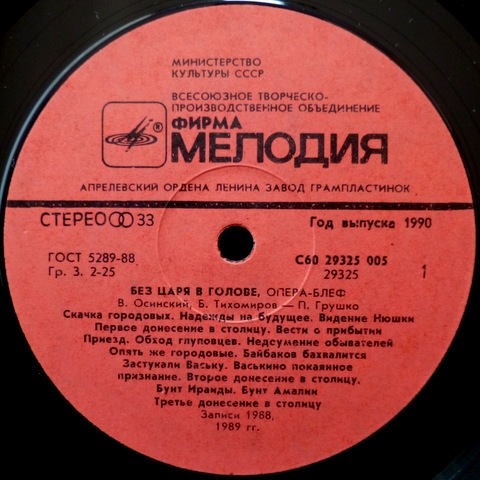 МИНИСТЕРСТВО
КУЛЬТУРЫ СССР
ВСЕСОЮЗНОЕ ТВОРЧЕСКО-
ПРОИЗВОДСТВЕННОЕ ОБЪЕДИНЕНИЕ
®
ФИРМА
МЕЛОДИЯ
АПРЕЛЕВСКИЙ ОРДЕНА ЛЕНИНА ЗАВОД ГРАМПЛАСТИНОК
СТЕРЕО 33
Год выпуска 1990
ГОСТ 5289-88
С60 29325 005
Гр. 3. 2-25
29325
1
БЕЗ ЦАРЯ В ГОЛОВЕ, ОПЕРА-БЛЕФ
В. Осинский, Б. Тихомиров — П. Грушко
Скачка городовых. Надежды на будущее. Видение Нюшки
Первое донесение в столицу. Вести о прибытии
Приезд. Обход глуповцев. Недоумение обывателей
Опять же городовые. Байбаков бахвалится
Застукали Ваську. Васькино покаянное
признание. Второе донесение в столицу.
Бунт Ираиды. Бунт Амалии
Третье донесение в столицу
Записи 1988,
1989 гг.